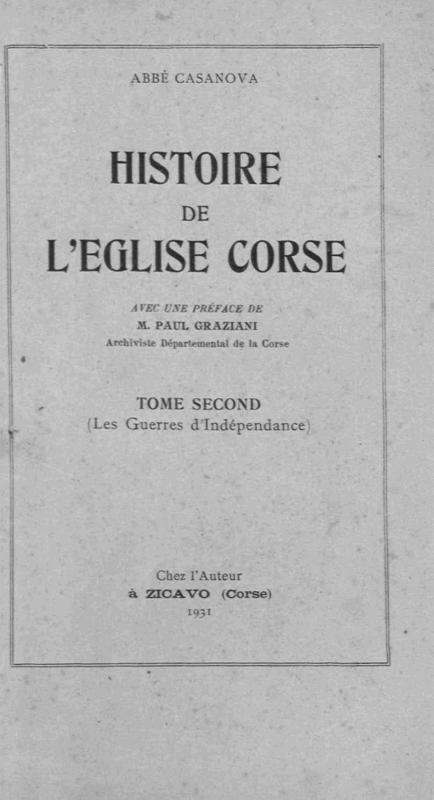 ABBÉ CASANOVA
HISTOIRE
DE
L'EGLISE CORSE
AVEC UNE PRÉFACE DE
M. PAUL GRAZIANI
Archiviste Départemental de la Corse
TOME SECOND
(Les Guerres d'Indépendance)
Chez l'Auteur
à ZICAVO (Corse)
1931